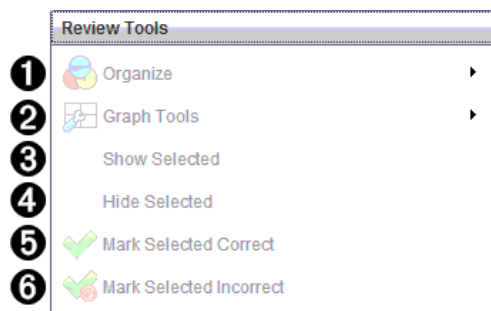 Review Tools
1 Organize
2 Graph Tools
3 Show Selected
4 Hide Selected
5 Mark Selected Correct
6 Mark Selected Incorrect